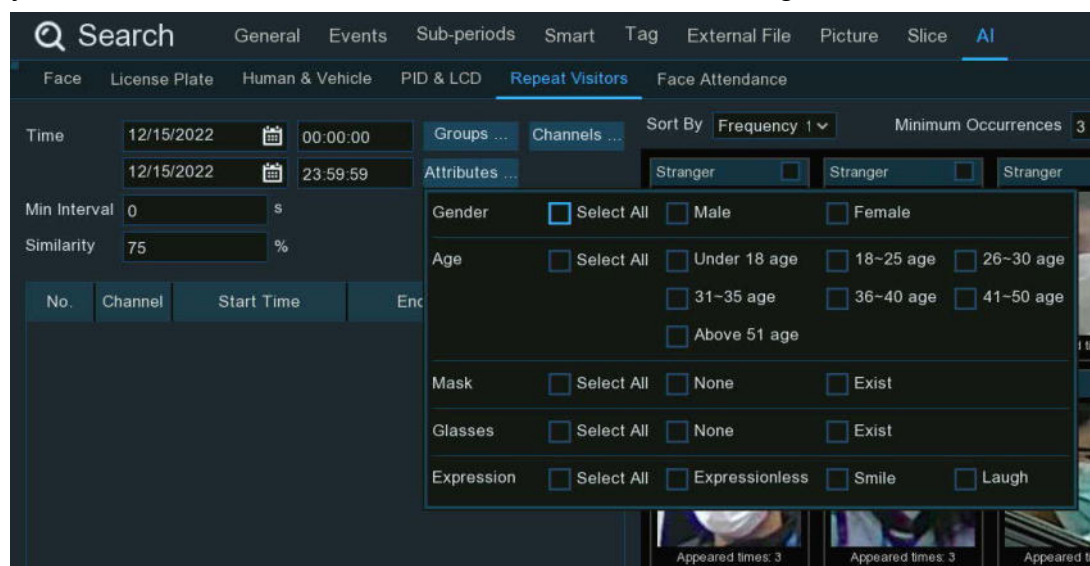 Search General Events Sub-periods Smart Tag External File Picture Slice AI
Face License Plate Human & Vehicle PID & LCD Repeat Visitors Face Attendance
Time 12/15/2022 00:00:00 Groups ... Channels ... Sort By Frequency Minimum Occurrences 3
12/15/2022 23:59:59 Attributes ... Stranger Stranger Stranger
Min Interval 0 s Gender Select All Male Female
Similarity 75 % Age Select All Under 18 age 18~25 age 26~30 age
No. Channel Start Time 31~35 age 36~40 age 41~50 age
Above 51 age
Mask Select All None Exist
Glasses Select All None Exist
Expression Select All Expressionless Smile Laugh
Appeared times: 3 Appeared times: 3 Appeared